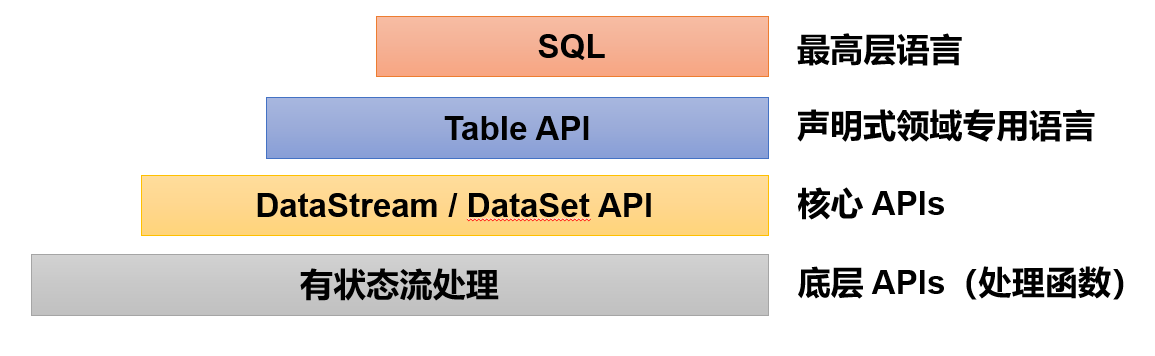 SQL 最高层语言
Table API 声明式领域专用语言
DataStream / DataSet API 核心 APIs
有状态流处理 底层 APIs（处理函数）